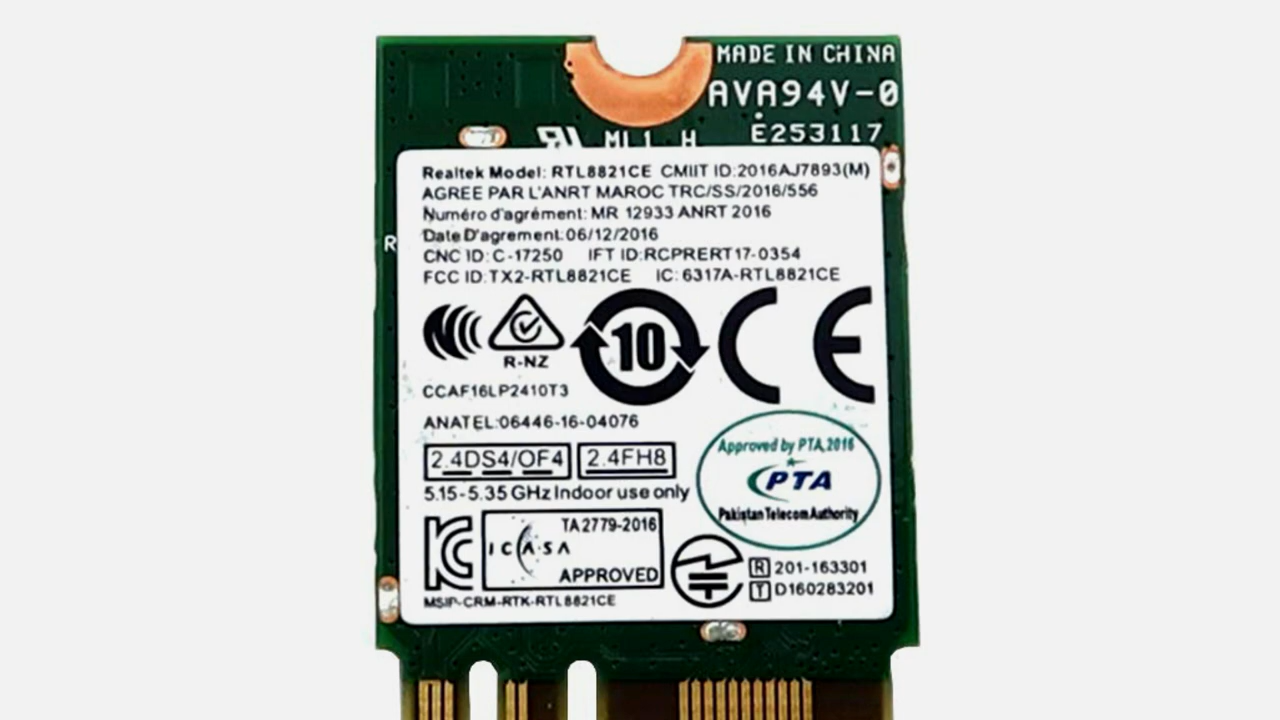 MADE IN CHINA
AVA94V-0
E253117
ML1 H
Realtek Model: RTL8821CE CMIIT ID:2016AJ7893(M)
AGREE PAR L'ANRT MAROC TRC/SS/2016/556
Numéro d'agrément: MR 12933 ANRT 2016
R
Date D'agrement:06/12/2016
CNC ID: C-17250 IFT ID:RCPRERT17-0354
FCC ID:TX2-RTL8821CE IC: 6317A-RTL8821CE
R-NZ
10
CE
CCAF16LP2410T3
ANATEL:06446-16-04076
2.4DS4/OF4 2.4FH8
5.15-5.35 GHz Indoor use only
Approved by PTA,2016
PTA
Pakistan Telecom Authority
TA 2779-2016
ICASA
APPROVED
MSIP-CRM-RTK-RTL8821CE
R 201-163301
T D160283201